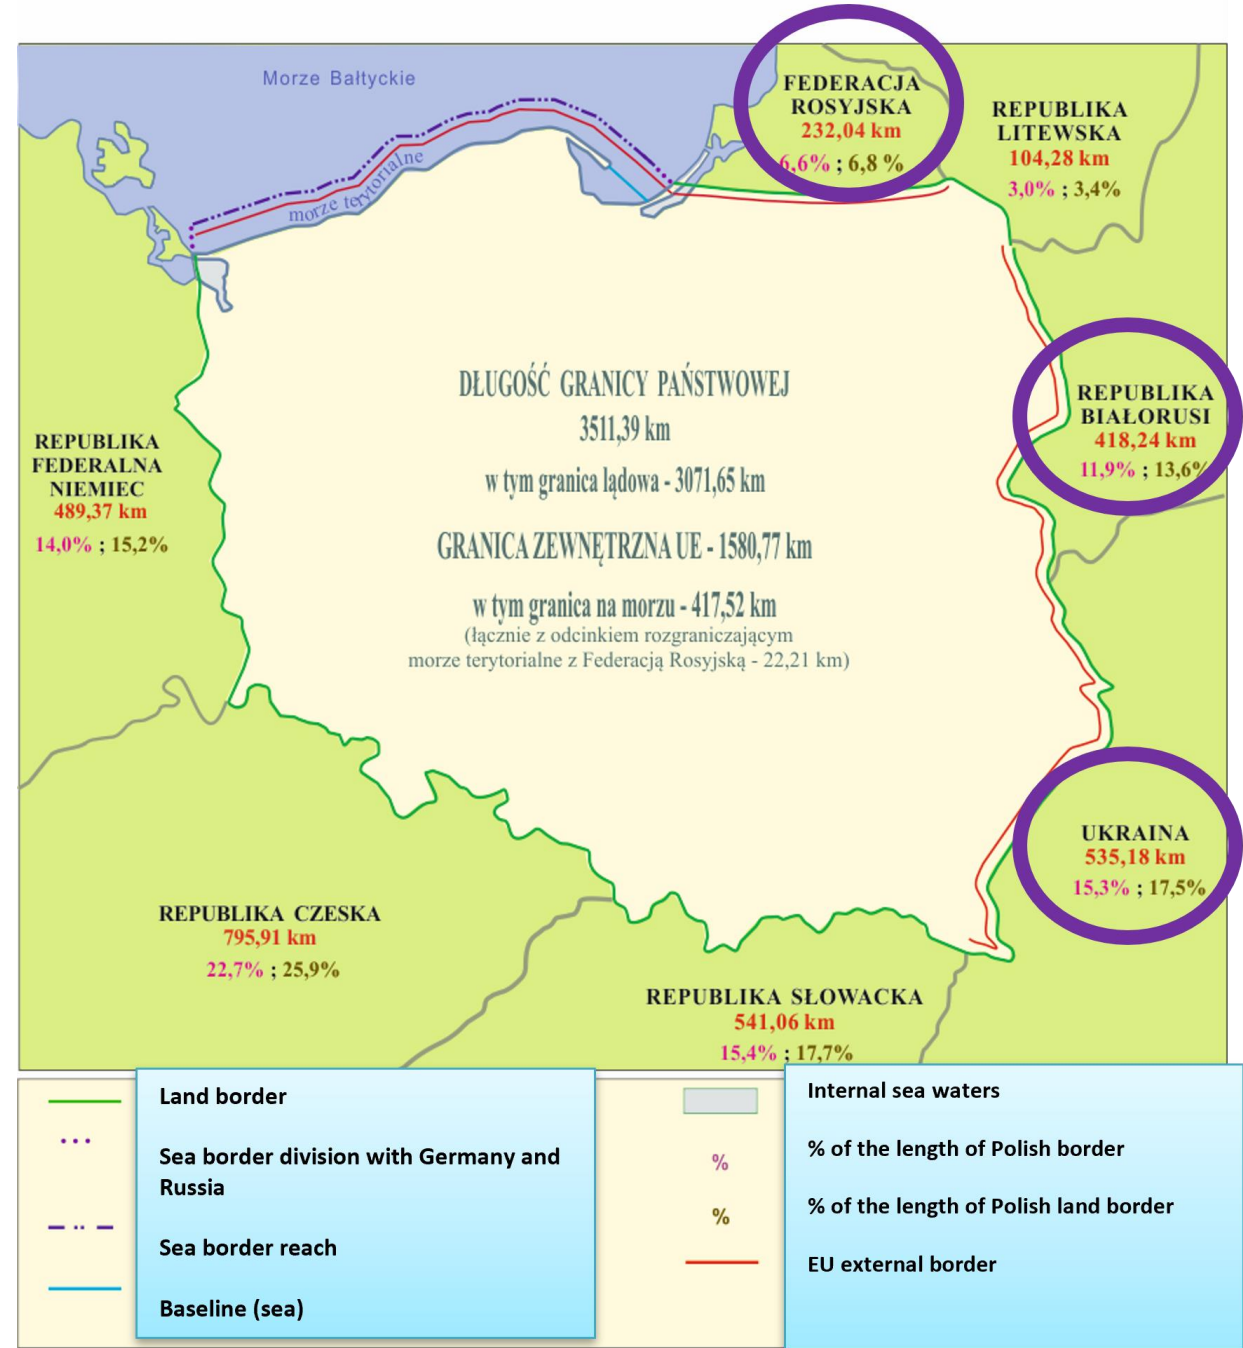 Morze Bałtyckie
morze terytorialne
FEDERACJA
ROSYJSKA
232,04 km
6,6% ; 6,8 %
REPUBLIKA
LITEWSKA
104,28 km
3,0% ; 3,4%
REPUBLIKA
BIAŁORUSI
418,24 km
11,9% ; 13,6%
DŁUGOŚĆ GRANICY PAŃSTWOWEJ
3511,39 km
w tym granica lądowa - 3071,65 km
GRANICA ZEWNĘTRZNA UE - 1580,77 km
w tym granica na morzu - 417,52 km
(łącznie z odcinkiem rozgraniczającym
morze terytorialne z Federacją Rosyjską - 22,21 km)
REPUBLIKA
FEDERALNA
NIEMIEC
489,37 km
14,0% ; 15,2%
UKRAINA
535,18 km
15,3% ; 17,5%
REPUBLIKA CZESKA
795,91 km
22,7% ; 25,9%
REPUBLIKA SŁOWACKA
541,06 km
15,4% ; 17,7%
Land border
Sea border division with Germany and
Russia
Sea border reach
Baseline (sea)
Internal sea waters
% % of the length of Polish border
% % of the length of Polish land border
EU external border